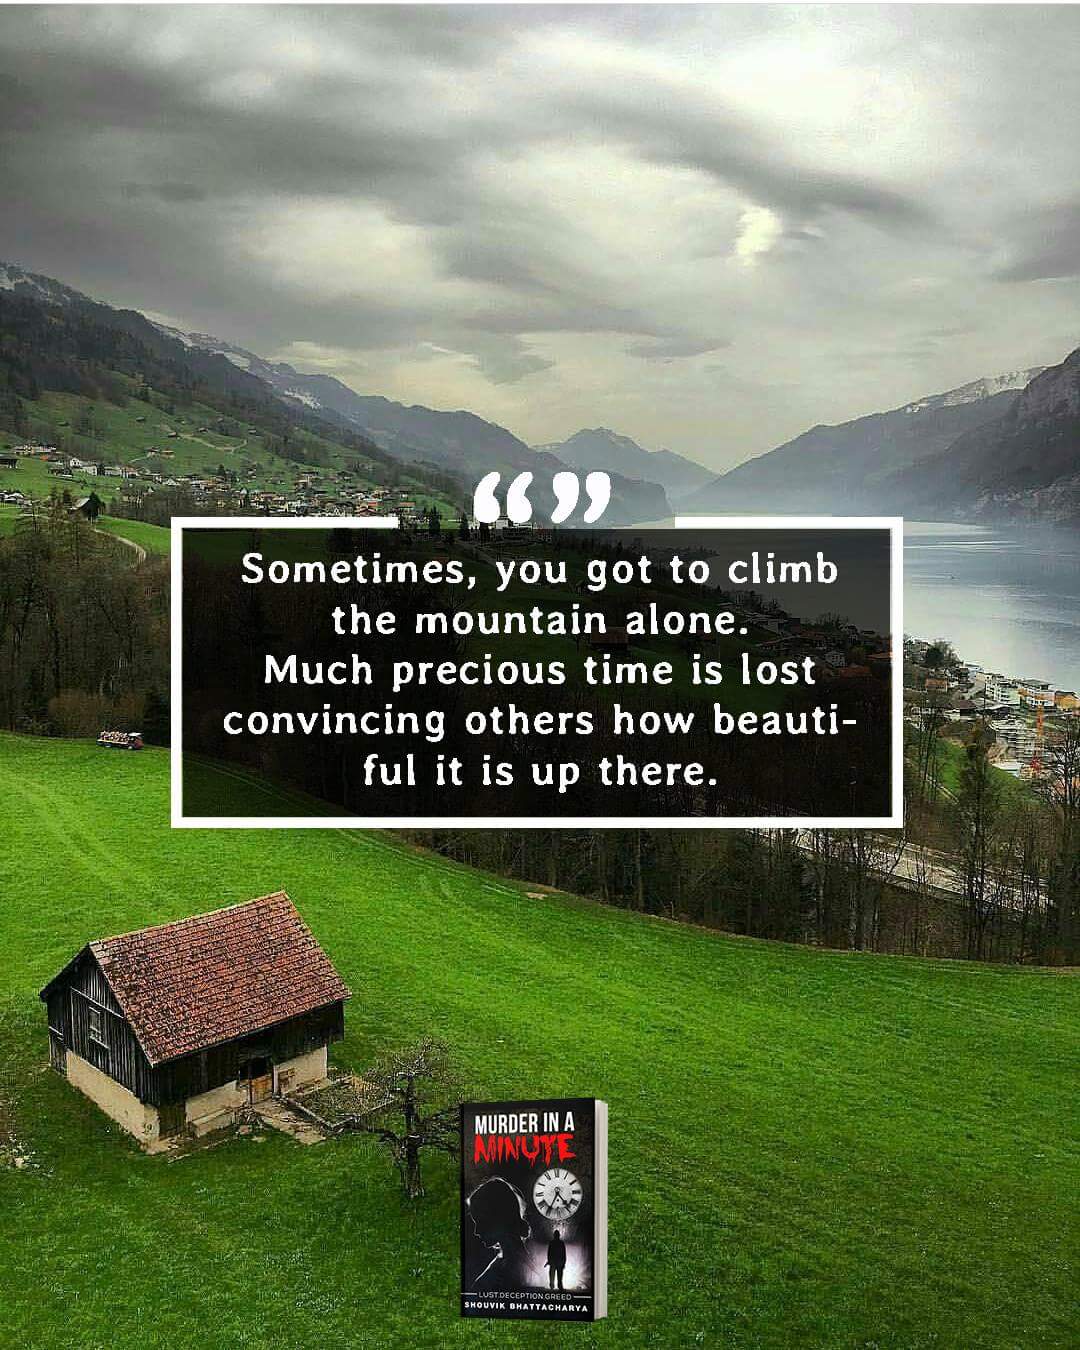 “”
Sometimes, you got to climb
the mountain alone.
Much precious time is lost
convincing others how beauti-
ful it is up there.
MURDER IN A
MINUTE
LUST.DECEPTION.GREED
SHOUVIK BHATTACHARYA